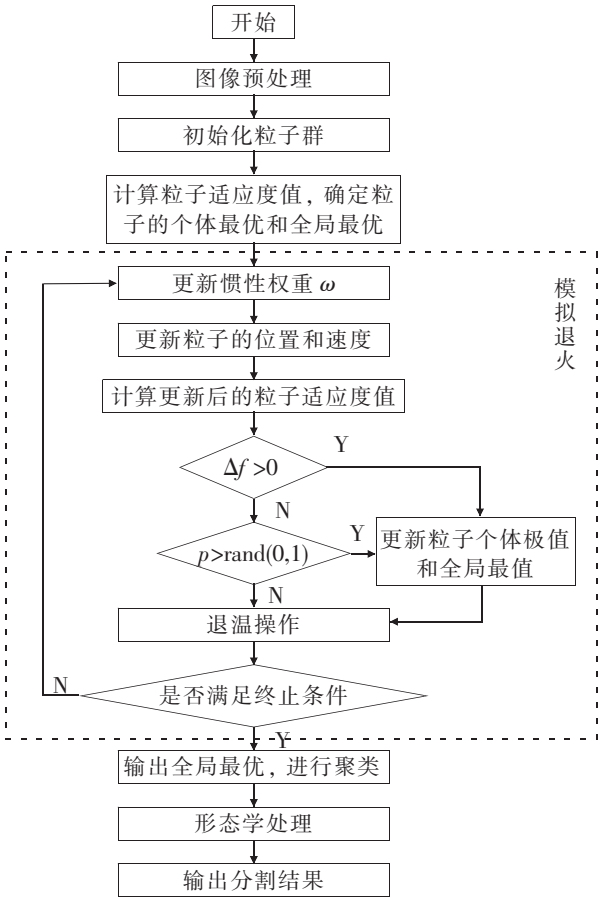 开始
图像预处理
初始化粒子群
计算粒子适应度值，确定粒
子的个体最优和全局最优
更新惯性权重 ω
模拟退火
更新粒子的位置和速度
计算更新后的粒子适应度值
Y
Δf >0
N
Y
p>rand(0,1)
更新粒子个体极值
和全局最值
N
退温操作
N
是否满足终止条件
Y
输出全局最优，进行聚类
形态学处理
输出分割结果